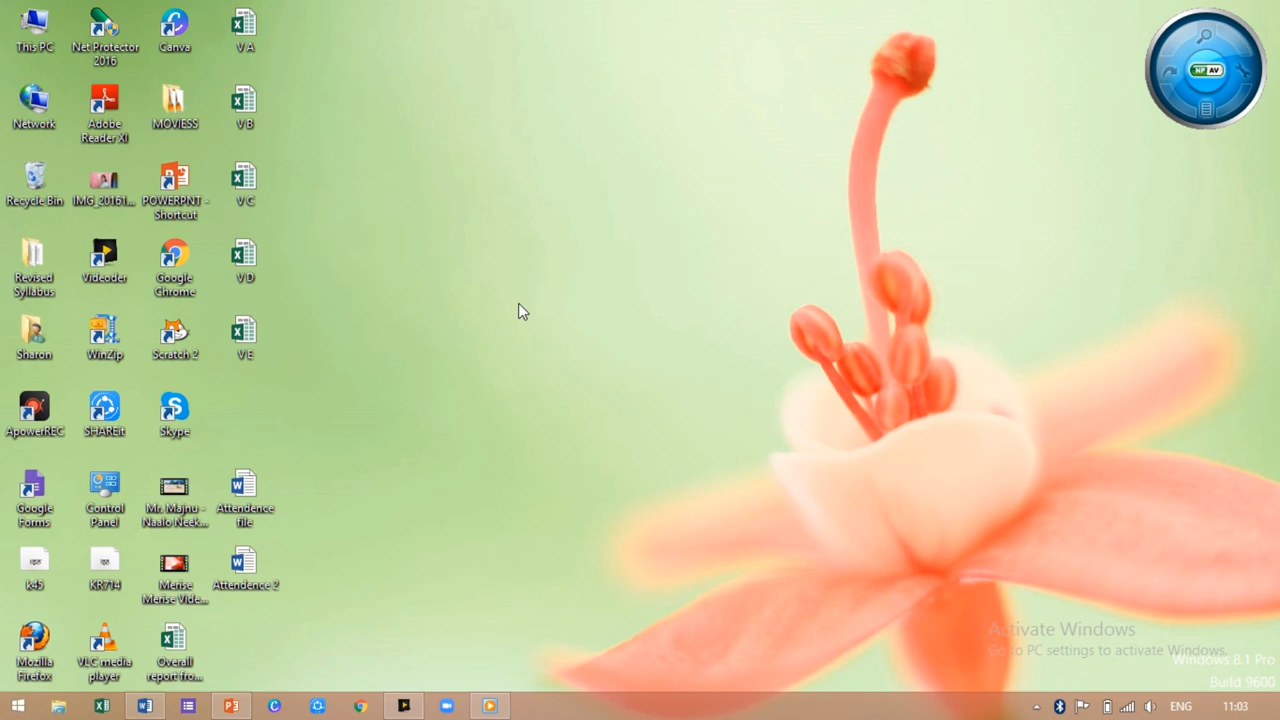 This PC
Net Protector
2016
Canva
V A
Network
Adobe
Reader XI
MOVIESS
V B
Recycle Bin
IMG_20161...
POWERPNT -
Shortcut
V C
Revised
Syllabus
Videoder
Google
Chrome
V D
Sharon
WinZip
Scratch 2
V E
ApowerREC
SHAREit
Skype
Google
Forms
Control
Panel
Mr. Majnu -
Naalo Neek...
Attendence
file
k45
KR714
Merise
Merise Vide...
Attendence 2
Mozilla
Firefox
VLC media
player
Overall
report fro...
NP AV
Activate Windows
Go to PC settings to activate Windows.
Windows 8.1 Pro
Build 9600
ENG
11:03